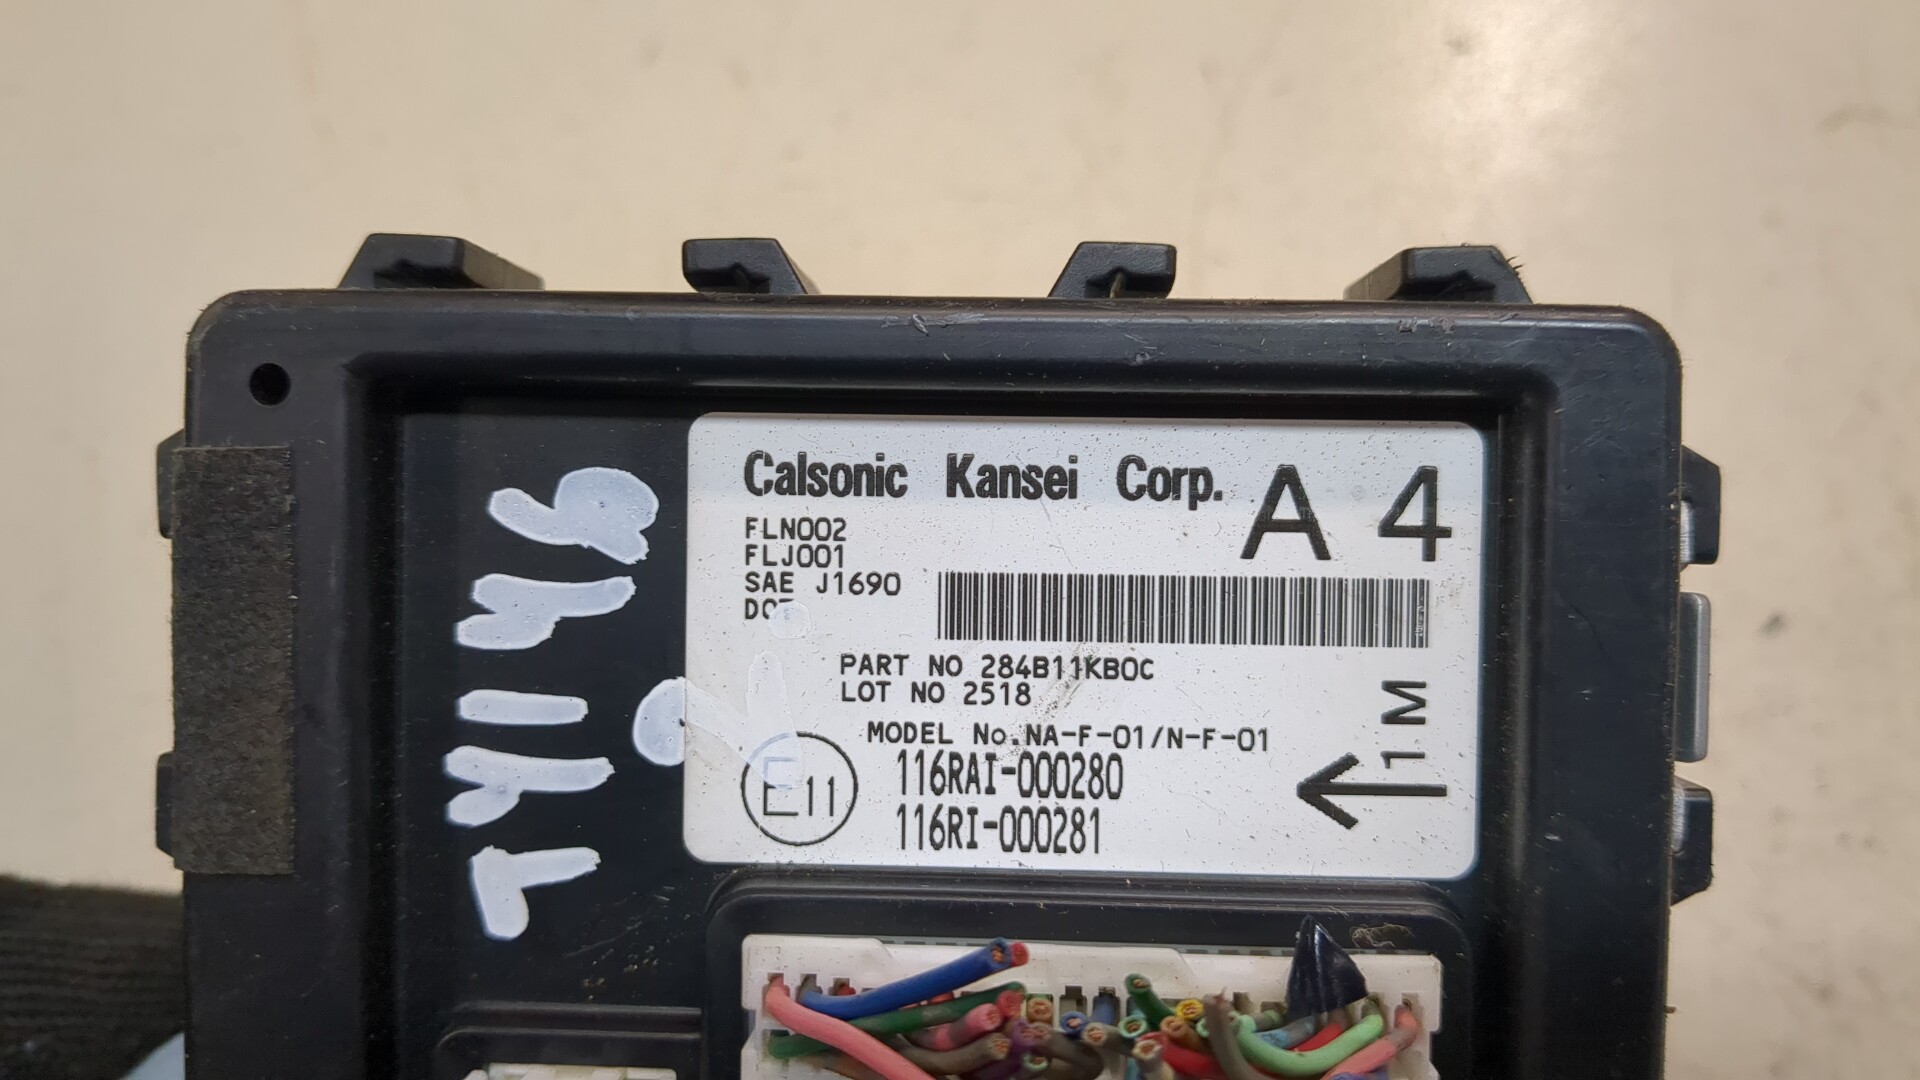 Calsonic Kansei Corp. A 4
FLN002
FLJ001
SAE J1690
DOT
PART NO 284B11KB0C
LOT NO 2518
MODEL No.NA-F-01/N-F-01
116RAI-000280
E11
116RI-000281
1M